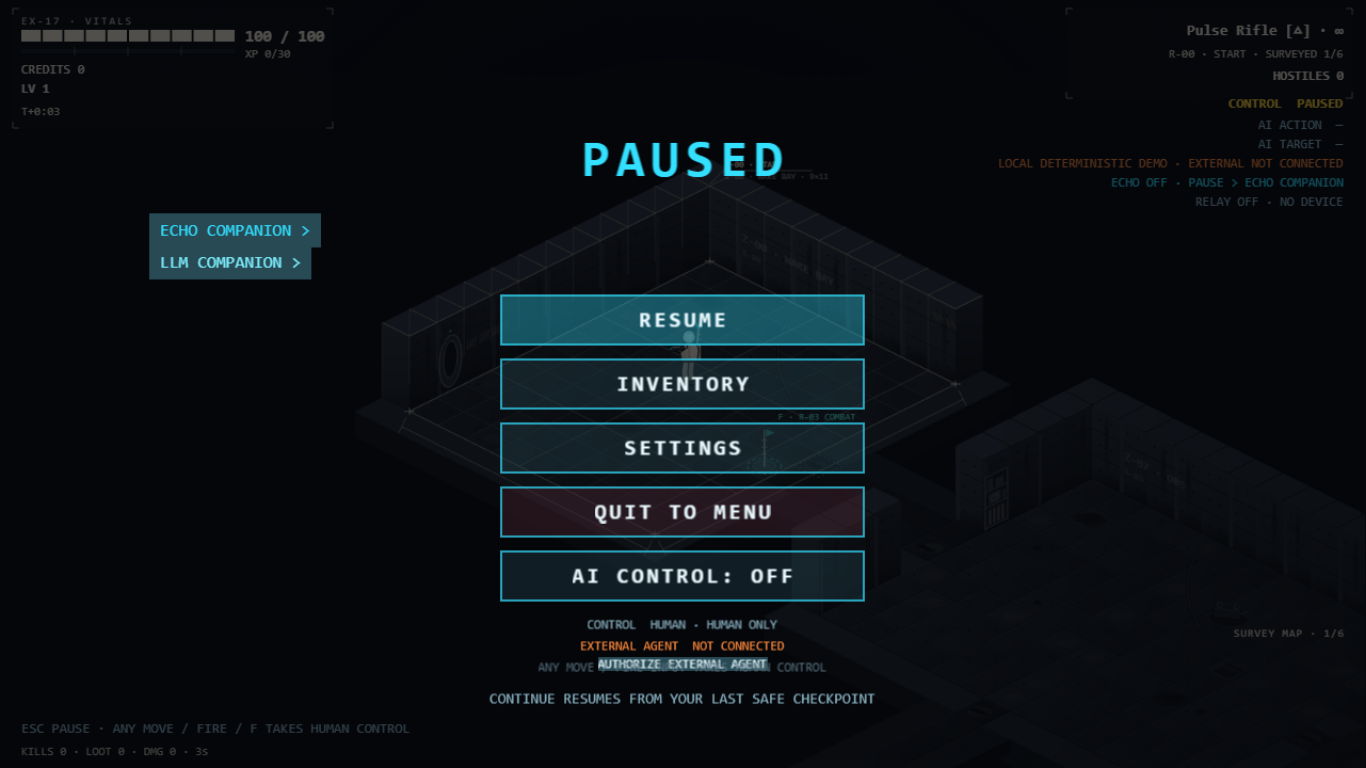 EX-17 · VITALS
100 / 100
XP 0/30
CREDITS 0
LV 1
T+0:03
Pulse Rifle [△] · ∞
R-00 · START · SURVEYED 1/6
HOSTILES 0
CONTROL PAUSED
AI ACTION —
AI TARGET —
LOCAL DETERMINISTIC DEMO · EXTERNAL NOT CONNECTED
ECHO OFF · PAUSE > ECHO COMPANION
RELAY OFF · NO DEVICE
PAUSED
ECHO COMPANION >
LLM COMPANION >
RESUME
INVENTORY
F · R-03 COMBAT
SETTINGS
QUIT TO MENU
AI CONTROL: OFF
CONTROL HUMAN · HUMAN ONLY
EXTERNAL AGENT NOT CONNECTED
AUTHORIZE EXTERNAL AGENT
ANY MOVE CONTROL
CONTINUE RESUMES FROM YOUR LAST SAFE CHECKPOINT
SURVEY MAP · 1/6
ESC PAUSE · ANY MOVE / FIRE / F TAKES HUMAN CONTROL
KILLS 0 · LOOT 0 · DMG 0 · 3s